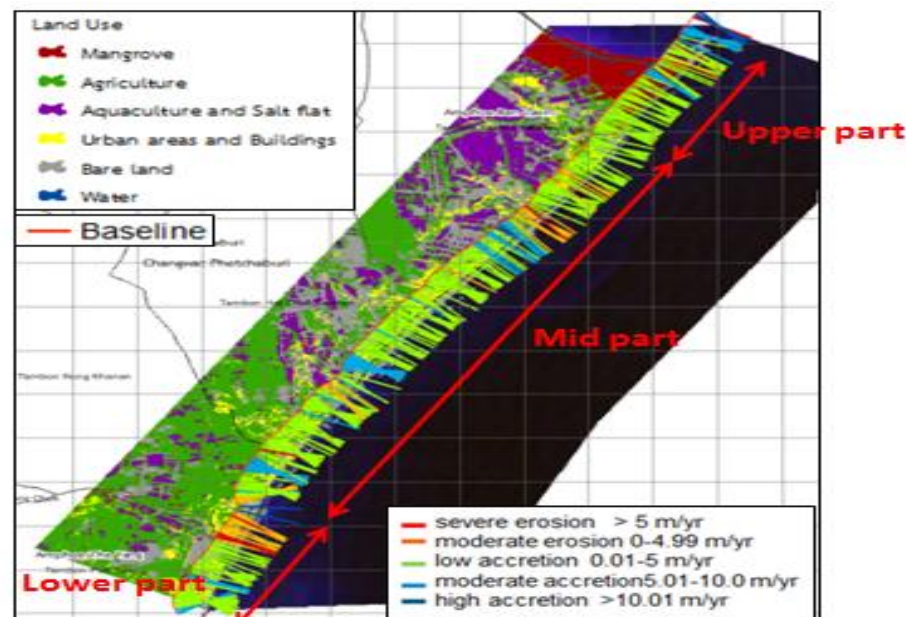 Land Use
Mangrove
Agriculture
Aquaculture and Salt flat
Urban areas and Buildings
Bare land
Water
Baseline
Changwat Phetchaburi
Upper part
Mid part
Lower part
severe erosion > 5 m/yr
moderate erosion 0-4.99 m/yr
low accretion 0.01-5 m/yr
moderate accretion5.01-10.0 m/yr
high accretion >10.01 m/yr